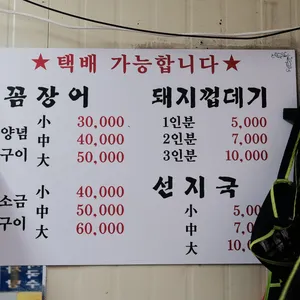 ★택배 가능합니다★
꼼장어
양념구이
小 30,000
中 40,000
大 50,000
소금구이
小 40,000
中 50,000
大 60,000
돼지껍데기
1인분 5,000
2인분 7,000
3인분 10,000
선지국
小 5,00
中 7,0
大 10,0